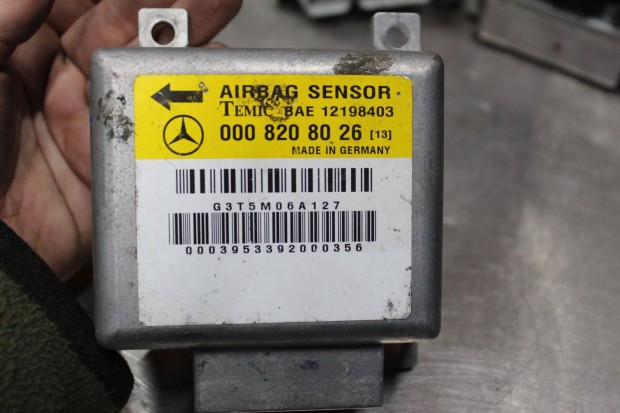 AIRBAG SENSOR
TEMIC BAE 12198403
000 820 80 26 [13]
MADE IN GERMANY
G3T5M06A127
0003953392000356